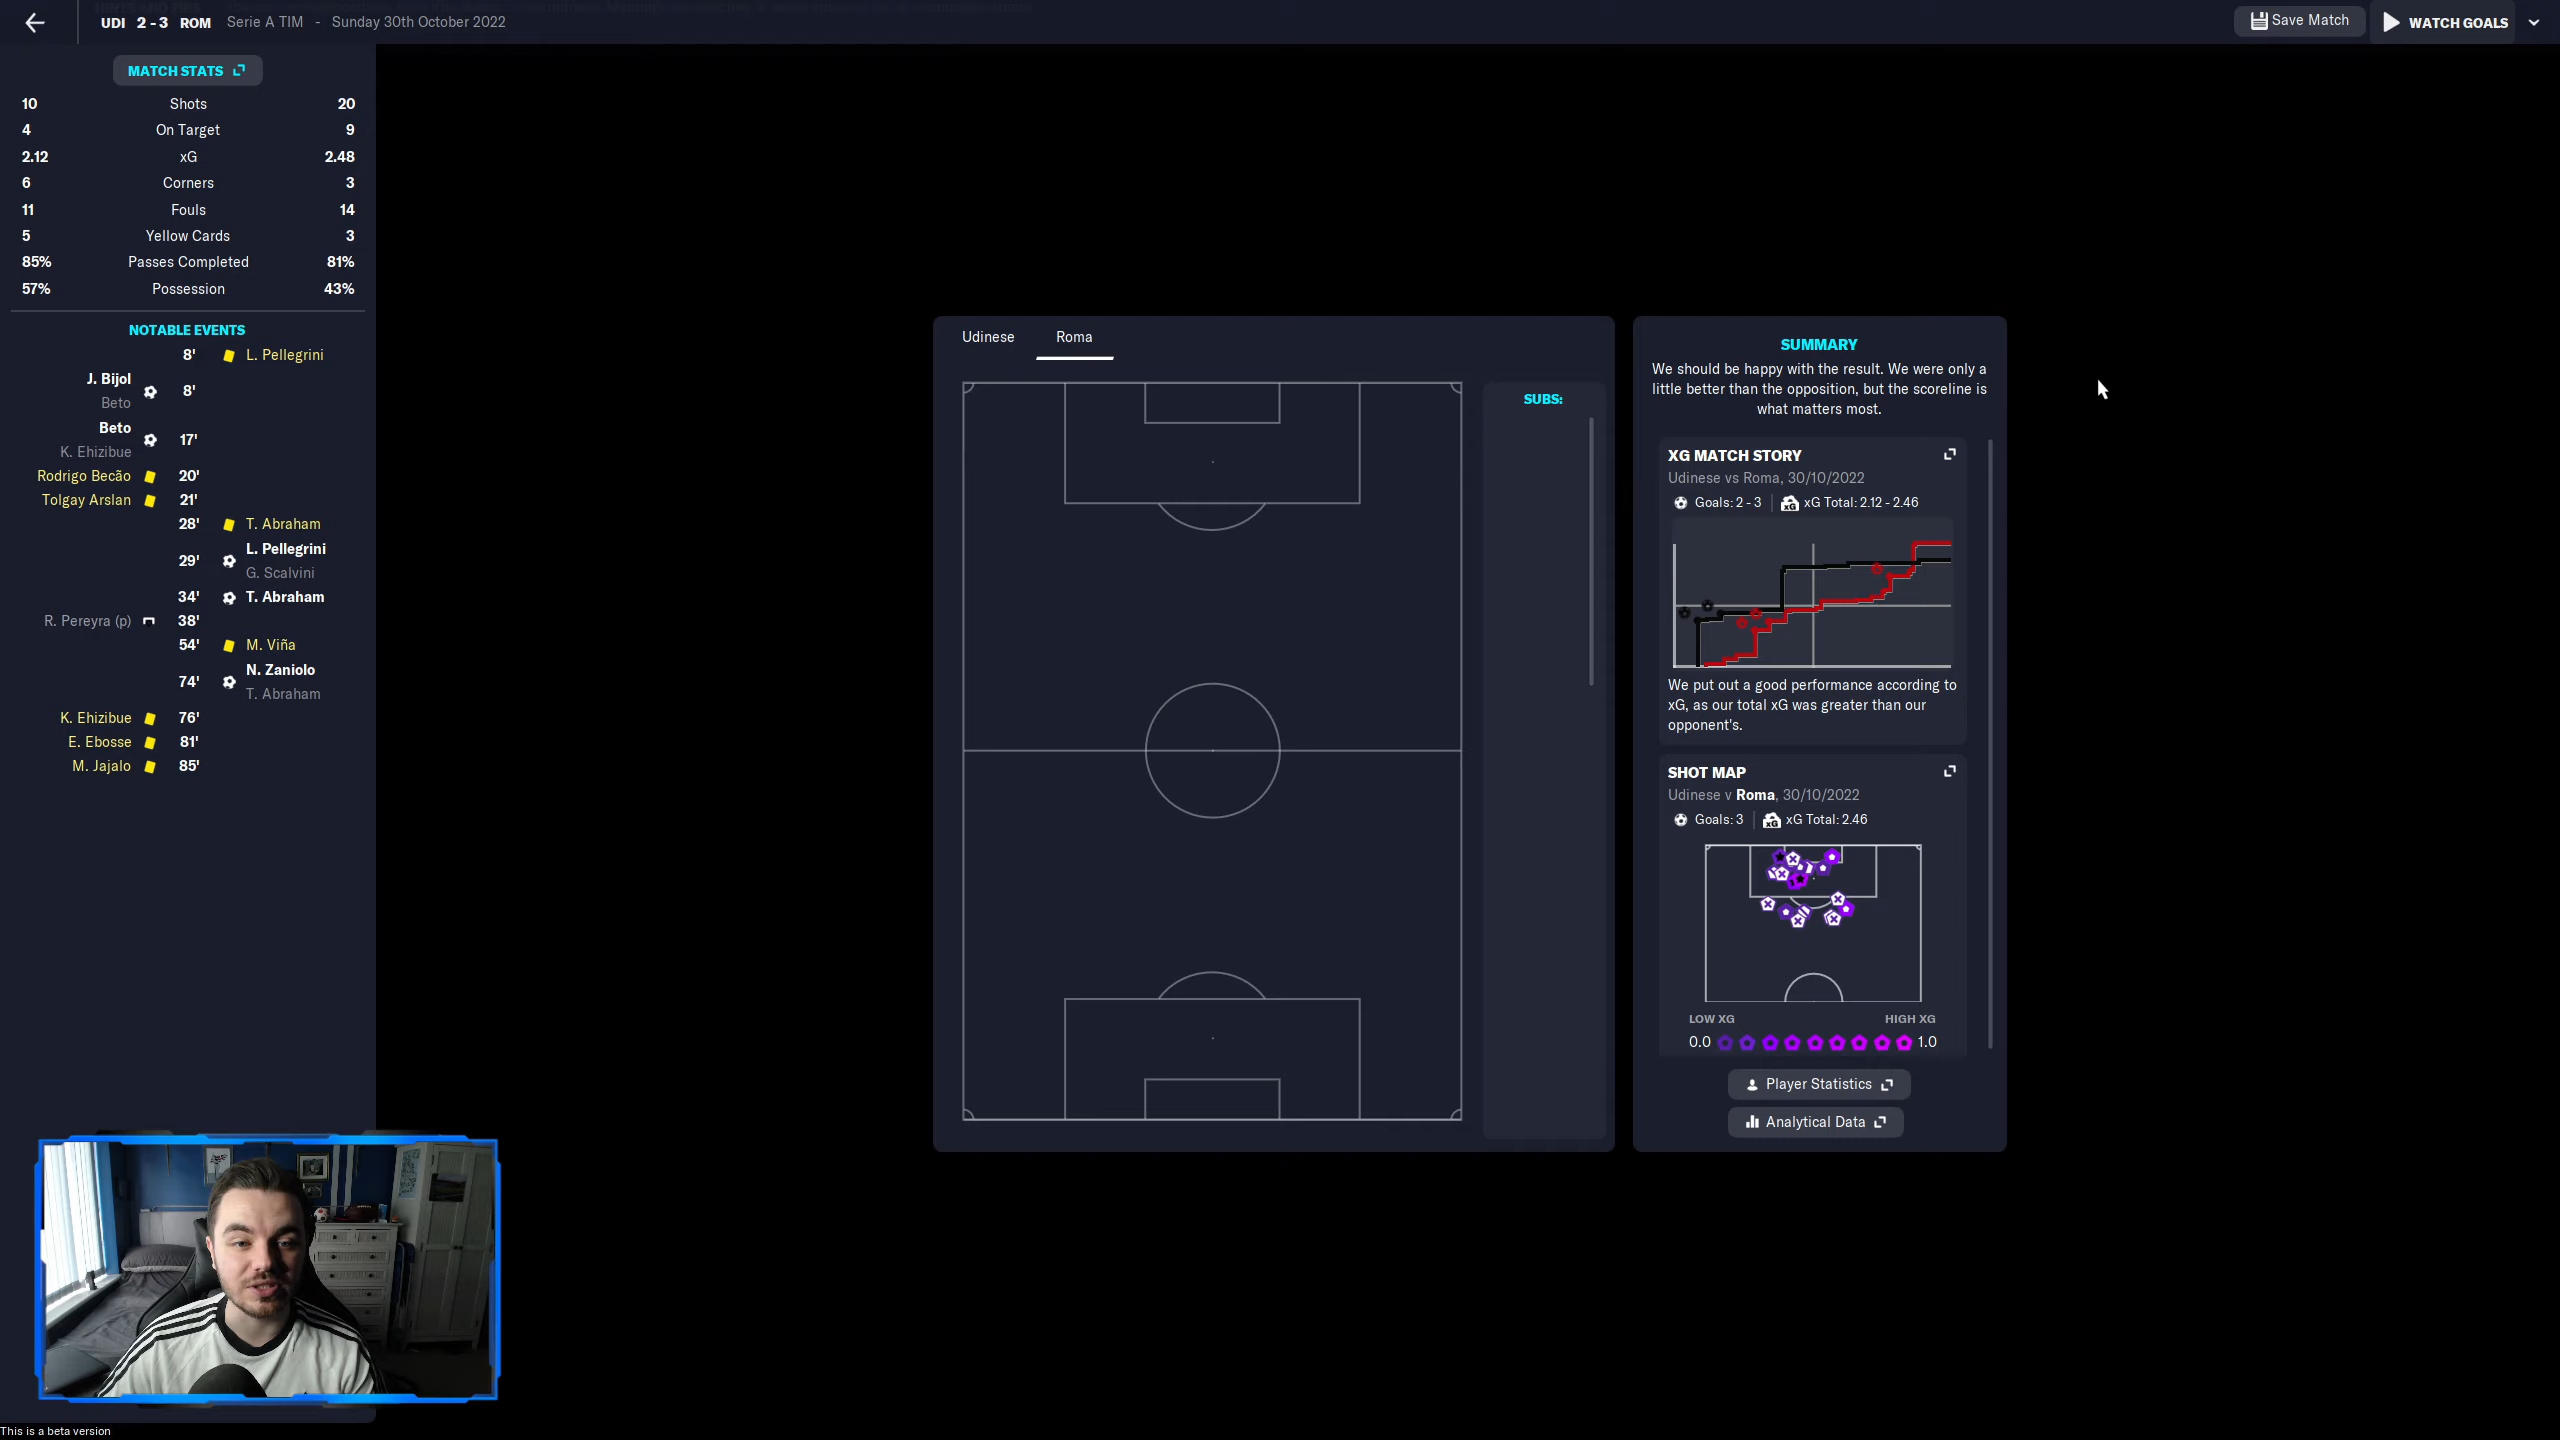 UDI 2 - 3 ROM Serie A TIM - Sunday 30th October 2022
Save Match
WATCH GOALS
MATCH STATS
10 Shots 20
4 On Target 9
2.12 xG 2.48
6 Corners 3
11 Fouls 14
5 Yellow Cards 3
85% Passes Completed 81%
57% Possession 43%
NOTABLE EVENTS
8' L. Pellegrini
J. Bijol 8'
Beto
Beto 17'
K. Ehizibue
Rodrigo Becão 20'
Tolgay Arslan 21'
28' T. Abraham
29' L. Pellegrini
G. Scalvini
34' T. Abraham
R. Pereyra (p) 38'
54' M. Viña
74' N. Zaniolo
T. Abraham
K. Ehizibue 76'
E. Ebosse 81'
M. Jajalo 85'
Udinese Roma
SUBS:
SUMMARY
We should be happy with the result. We were only a
little better than the opposition, but the scoreline is
what matters most.
XG MATCH STORY
Udinese vs Roma, 30/10/2022
Goals: 2 - 3 xG Total: 2.12 - 2.46
We put out a good performance according to
xG, as our total xG was greater than our
opponent's.
SHOT MAP
Udinese v Roma, 30/10/2022
Goals: 3 xG Total: 2.46
LOW XG HIGH XG
0.0 1.0
Player Statistics
Analytical Data
This is a beta version